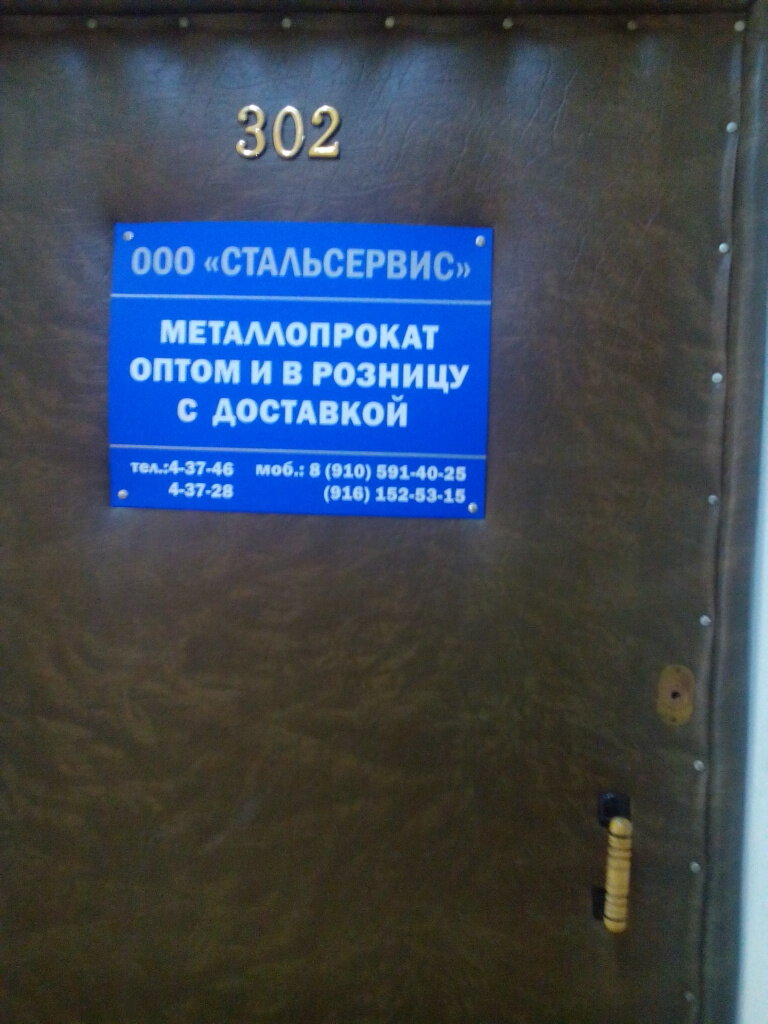 302
ООО «СТАЛЬСЕРВИС»
МЕТАЛЛОПРОКАТ
ОПТОМ И В РОЗНИЦУ
С ДОСТАВКОЙ
тел.:4-37-46 моб.: 8 (910) 591-40-25
4-37-28 (916) 152-53-15